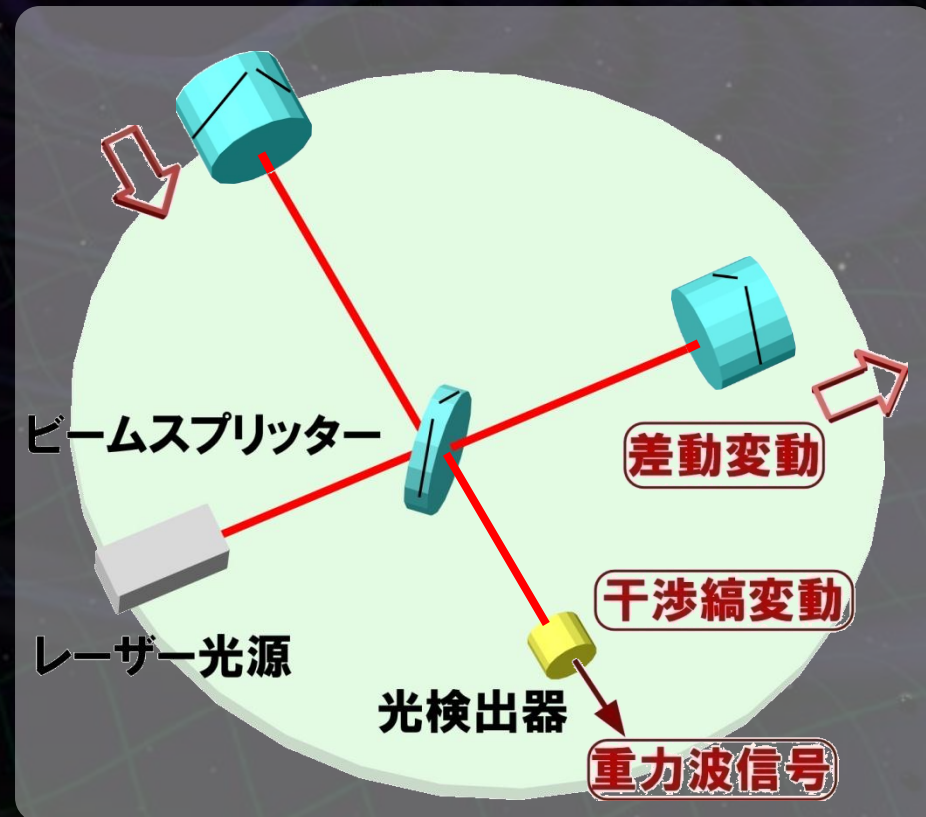 ビームスプリッター
差動変動
干渉縞変動
レーザー光源
光検出器
重力波信号